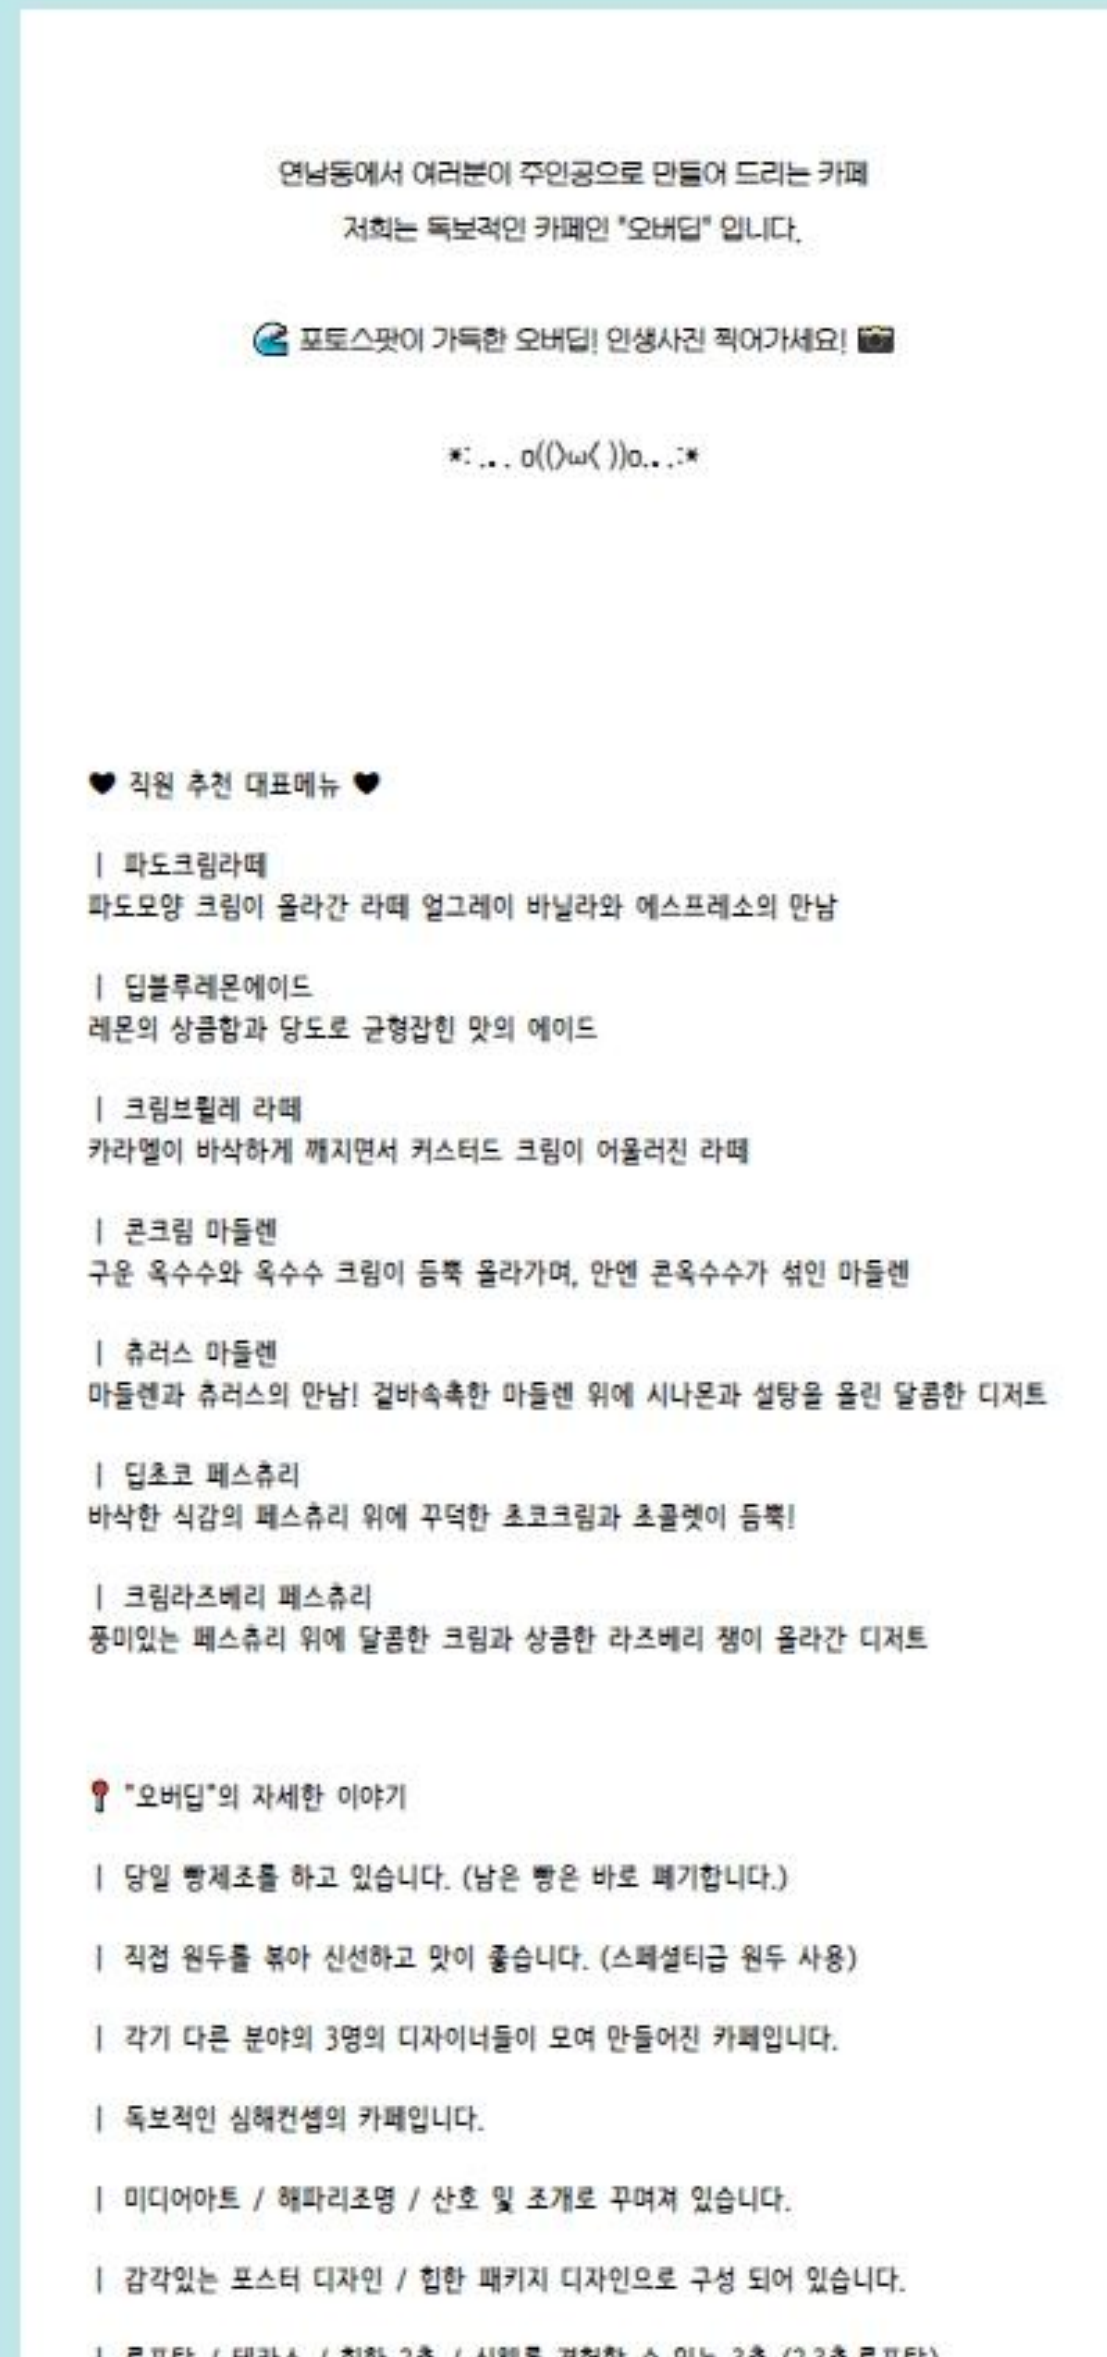 연남동에서 여러분이 주인공으로 만들어 드리는 카페
저희는 독보적인 카페인 "오버딥" 입니다.
🌊 포토스팟이 가득한 오버딥! 인생사진 찍어가세요! 📸
*: ... o((〉ω〈 ))o.. .:*
♥ 직원 추천 대표메뉴 ♥
| 파도크림라떼
파도모양 크림이 올라간 라떼 얼그레이 바닐라와 에스프레소의 만남
| 딥블루레몬에이드
레몬의 상큼함과 당도로 균형잡힌 맛의 에이드
| 크림브륄레 라떼
카라멜이 바삭하게 깨지면서 커스터드 크림이 어울러진 라떼
| 콘크림 마들렌
구운 옥수수와 옥수수 크림이 듬뿍 올라가며, 안엔 콘옥수수가 섞인 마들렌
| 츄러스 마들렌
마들렌과 츄러스의 만남! 겉바속촉한 마들렌 위에 시나몬과 설탕을 올린 달콤한 디저트
| 딥초코 페스츄리
바삭한 식감의 페스츄리 위에 꾸덕한 초코크림과 초콜렛이 듬뿍!
| 크림라즈베리 페스츄리
풍미있는 페스츄리 위에 달콤한 크림과 상큼한 라즈베리 잼이 올라간 디저트
📍 "오버딥"의 자세한 이야기
| 당일 빵제조를 하고 있습니다. (남은 빵은 바로 폐기합니다.)
| 직접 원두를 볶아 신선하고 맛이 좋습니다. (스페셜티급 원두 사용)
| 각기 다른 분야의 3명의 디자이너들이 모여 만들어진 카페입니다.
| 독보적인 심해컨셉의 카페입니다.
| 미디어아트 / 해파리조명 / 산호 및 조개로 꾸며져 있습니다.
| 감각있는 포스터 디자인 / 힙한 패키지 디자인으로 구성 되어 있습니다.